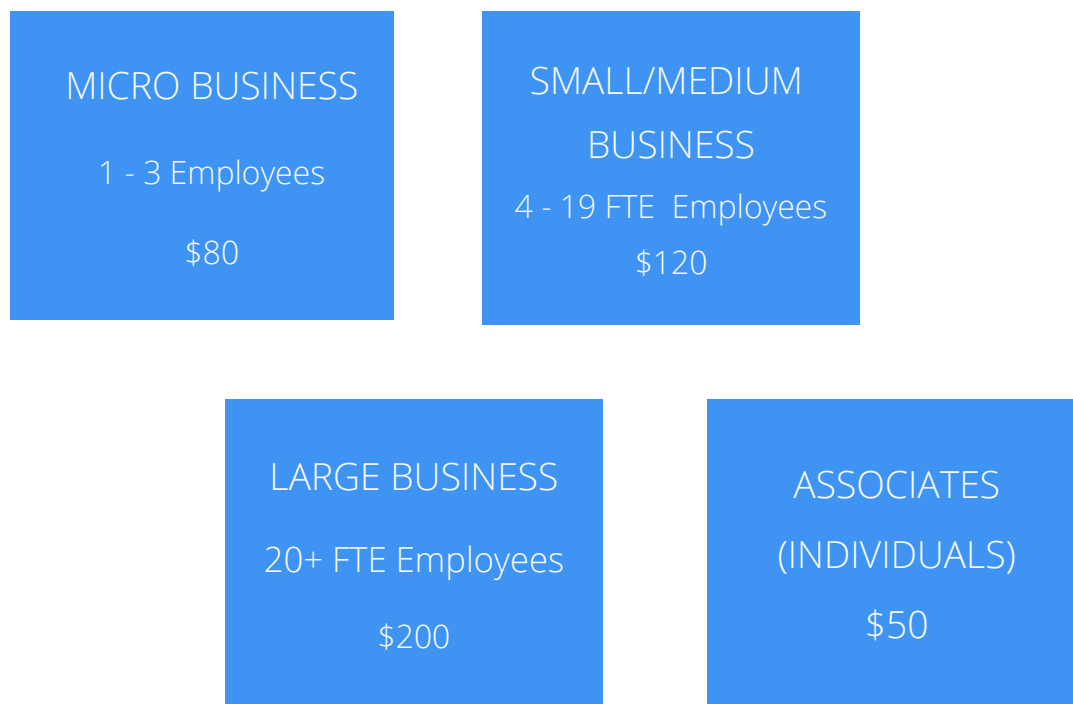 MICRO BUSINESS
1 - 3 Employees
$80
SMALL/MEDIUM
BUSINESS
4 - 19 FTE  Employees
$120
LARGE BUSINESS
20+ FTE Employees
$200
ASSOCIATES
(INDIVIDUALS)
$50